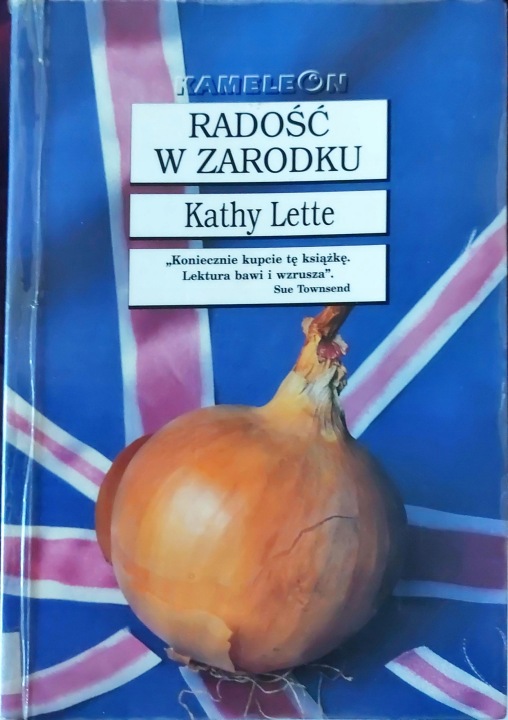 KAMELEON
RADOŚĆ
W ZARODKU
Kathy Lette
„Koniecznie kupcie tę książkę.
Lektura bawi i wzrusza”.
Sue Townsend